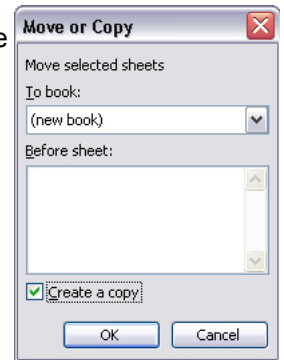 e
Move or Copy
Move selected sheets
To book:
(new book)
Before sheet:
Create a copy
OK Cancel